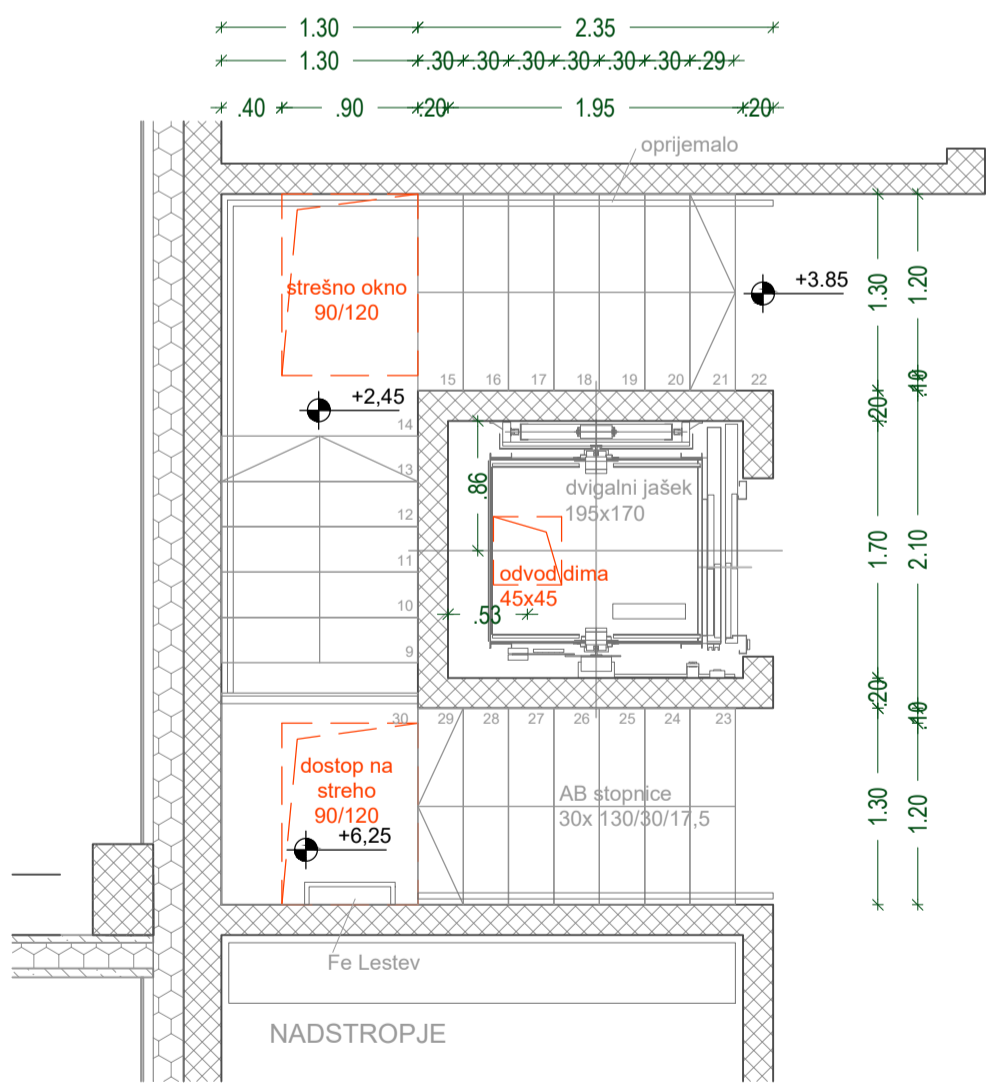 1.30 2.35
1.30 .30 .30 .30 .30 .30 .30 .29
.40 .90 .20 1.95 .20
oprijemalo
strešno okno
90/120
+3.85
1.30 1.20
15 16 17 18 19 20 21 22
.10
+2,45
.20
14
13
12
11
10
9
.86
dvigalni jašek
195x170
odvod dima
45x45
.53
1.70 2.10
.20
.10
30 29 28 27 26 25 24 23
dostop na
streho
90/120
+6,25
AB stopnice
30x 130/30/17,5
1.30 1.20
Fe Lestev
NADSTROPJE